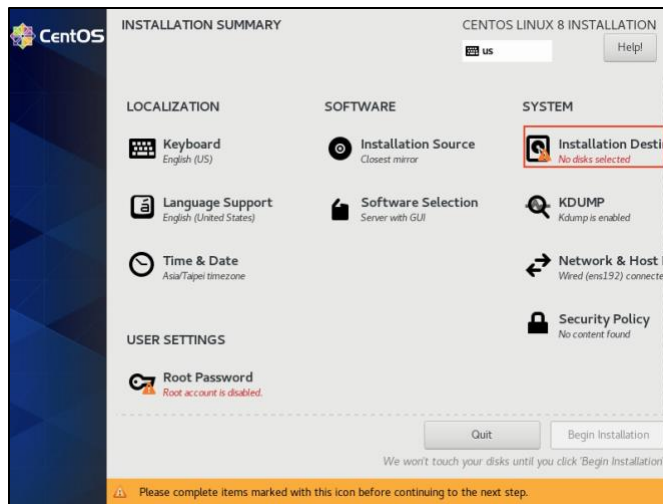 CentOS
INSTALLATION SUMMARY
CENTOS LINUX 8 INSTALLATION
us
Help!
LOCALIZATION
Keyboard
English (US)
Language Support
English (United States)
Time & Date
Asia/Taipei timezone
SOFTWARE
Installation Source
Closest mirror
Software Selection
Server with GUI
SYSTEM
Installation Desti
No disks selected
KDUMP
Kdump is enabled
Network & Host
Wired (ens192) connecte
Security Policy
No content found
USER SETTINGS
Root Password
Root account is disabled.
Quit
Begin Installation
We won't touch your disks until you click 'Begin Installation
Please complete items marked with this icon before continuing to the next step.